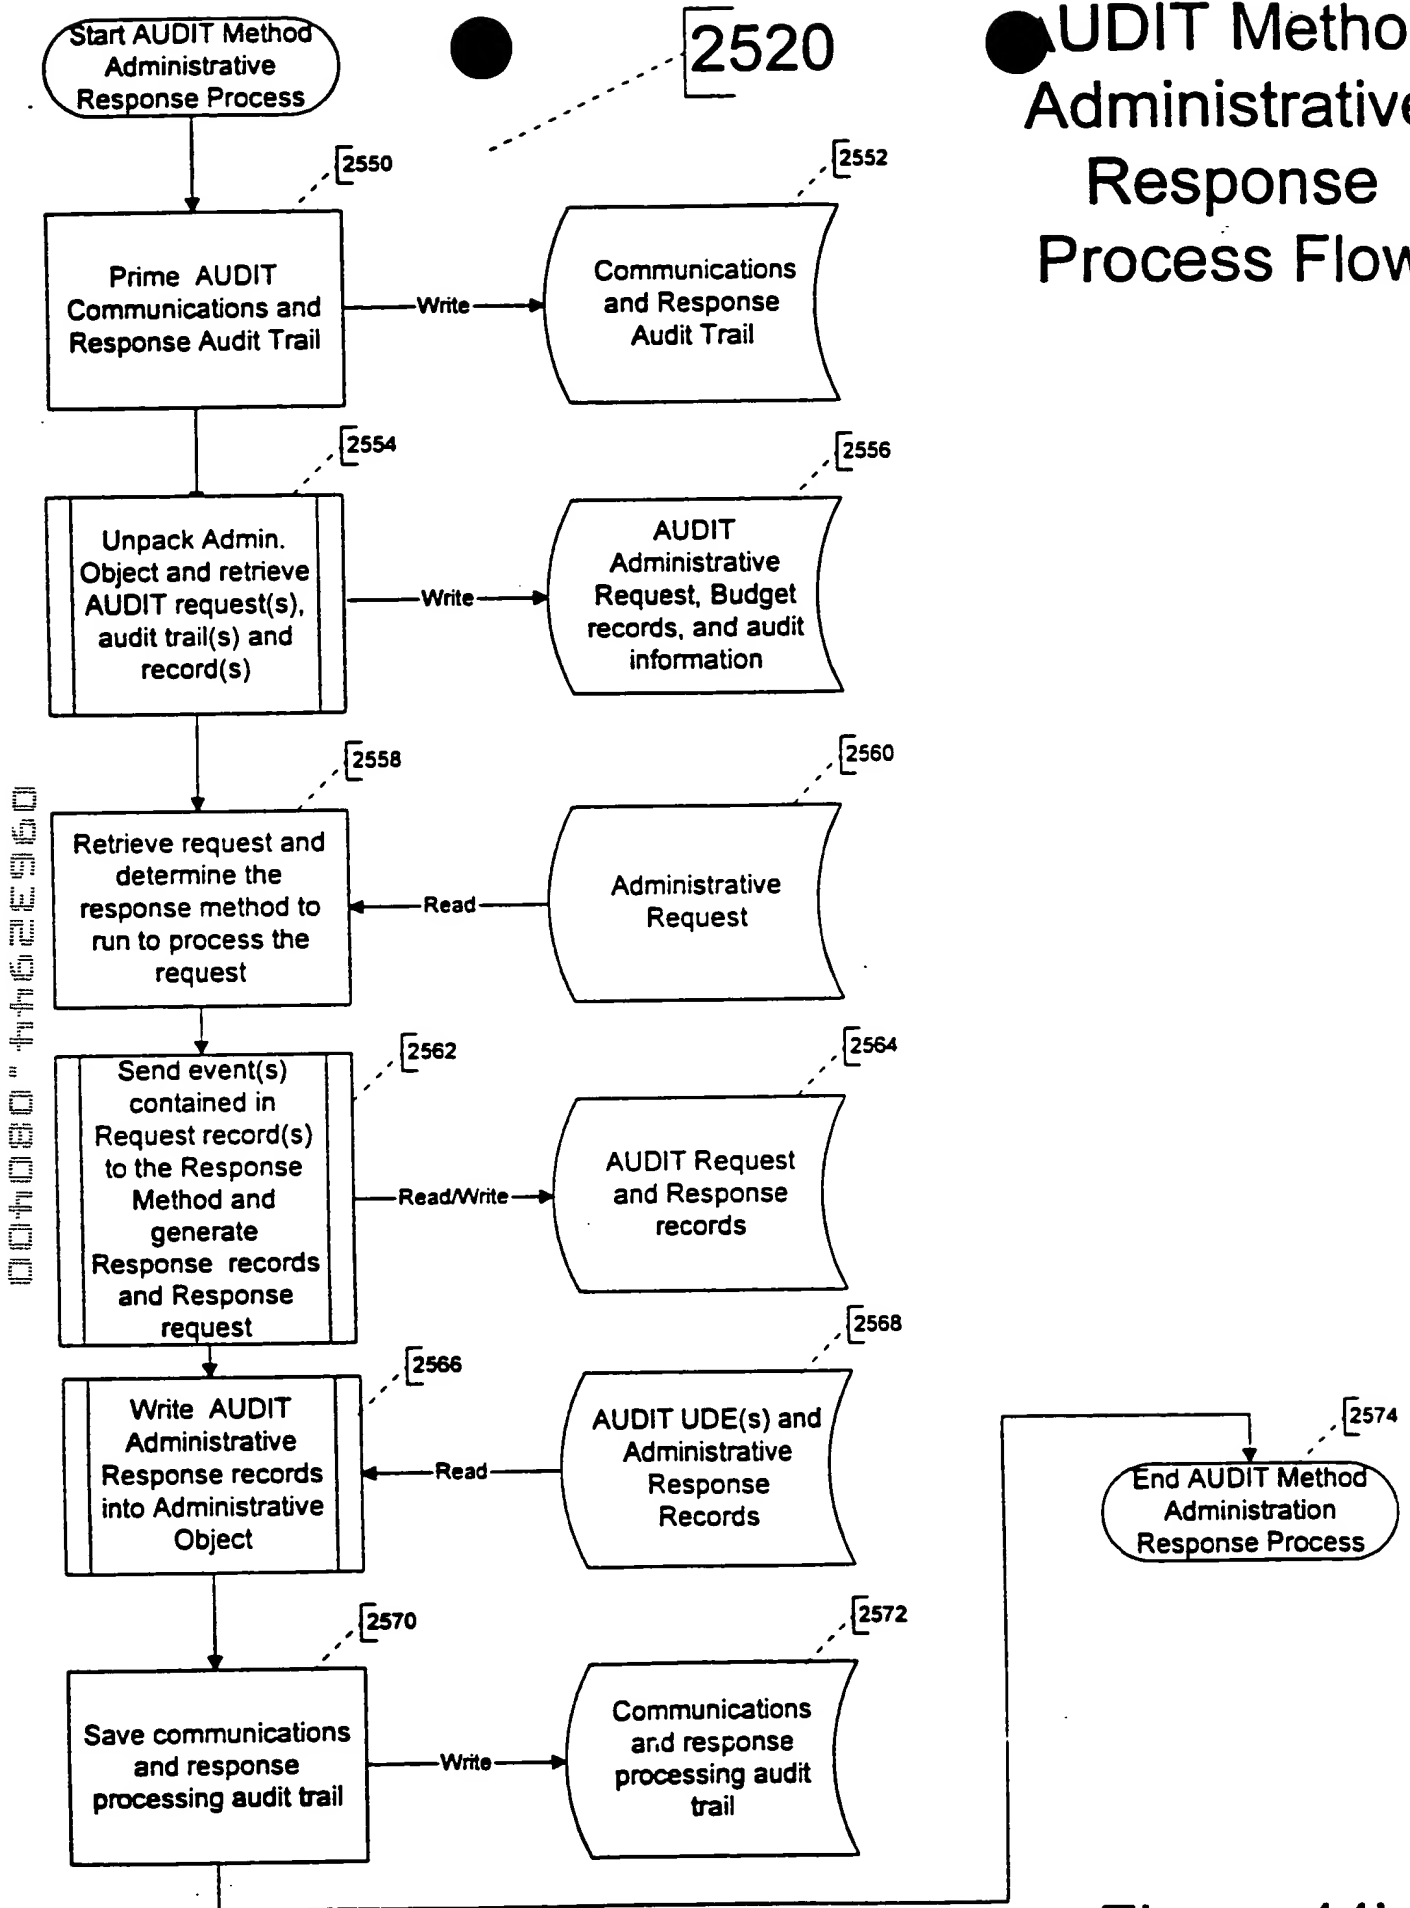 Start AUDIT Method
Administrative
Response Process
2520
AUDIT Metho
Administrative
Response
Process Flow
2550
2552
Prime AUDIT
Communications and
Response Audit Trail
Write
Communications
and Response
Audit Trail
2554
2556
Unpack Admin.
Object and retrieve
AUDIT request(s),
audit trail(s) and
record(s)
Write
AUDIT
Administrative
Request, Budget
records, and audit
information
2558
2560
Retrieve request and
determine the
response method to
run to process the
request
Read
Administrative
Request
2562
2564
Send event(s)
contained in
Request record(s)
to the Response
Method and
generate
Response records
and Response
request
Read/Write
AUDIT Request
and Response
records
2566
2568
Write AUDIT
Administrative
Response records
into Administrative
Object
Read
AUDIT UDE(s) and
Administrative
Response
Records
2574
End AUDIT Method
Administration
Response Process
2570
2572
Save communications
and response
processing audit trail
Write
Communications
and response
processing audit
trail
09632944 . 080400